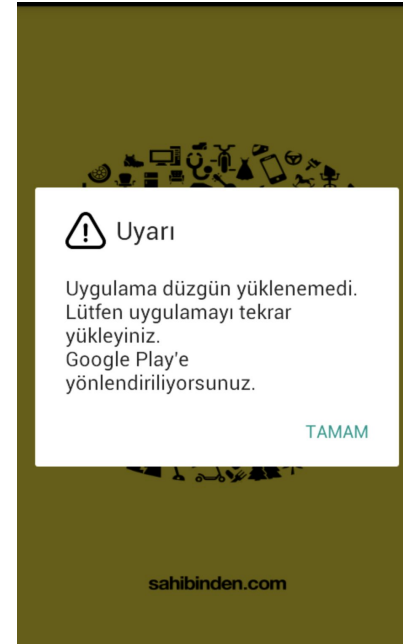 Uyarı
Uygulama düzgün yüklenemedi.
Lütfen uygulamayı tekrar
yükleyiniz.
Google Play'e
yönlendiriliyorsunuz.
TAMAM
sahibinden.com